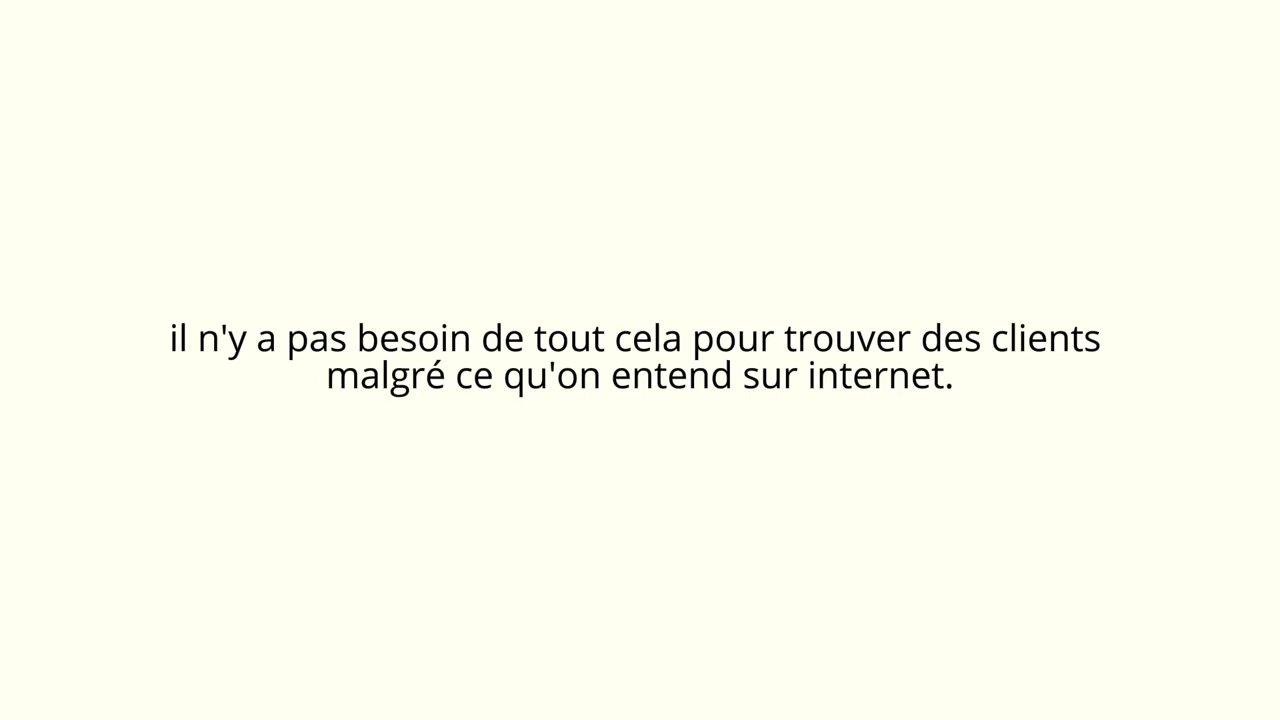 il n'y a pas besoin de tout cela pour trouver des clients
malgré ce qu'on entend sur internet.